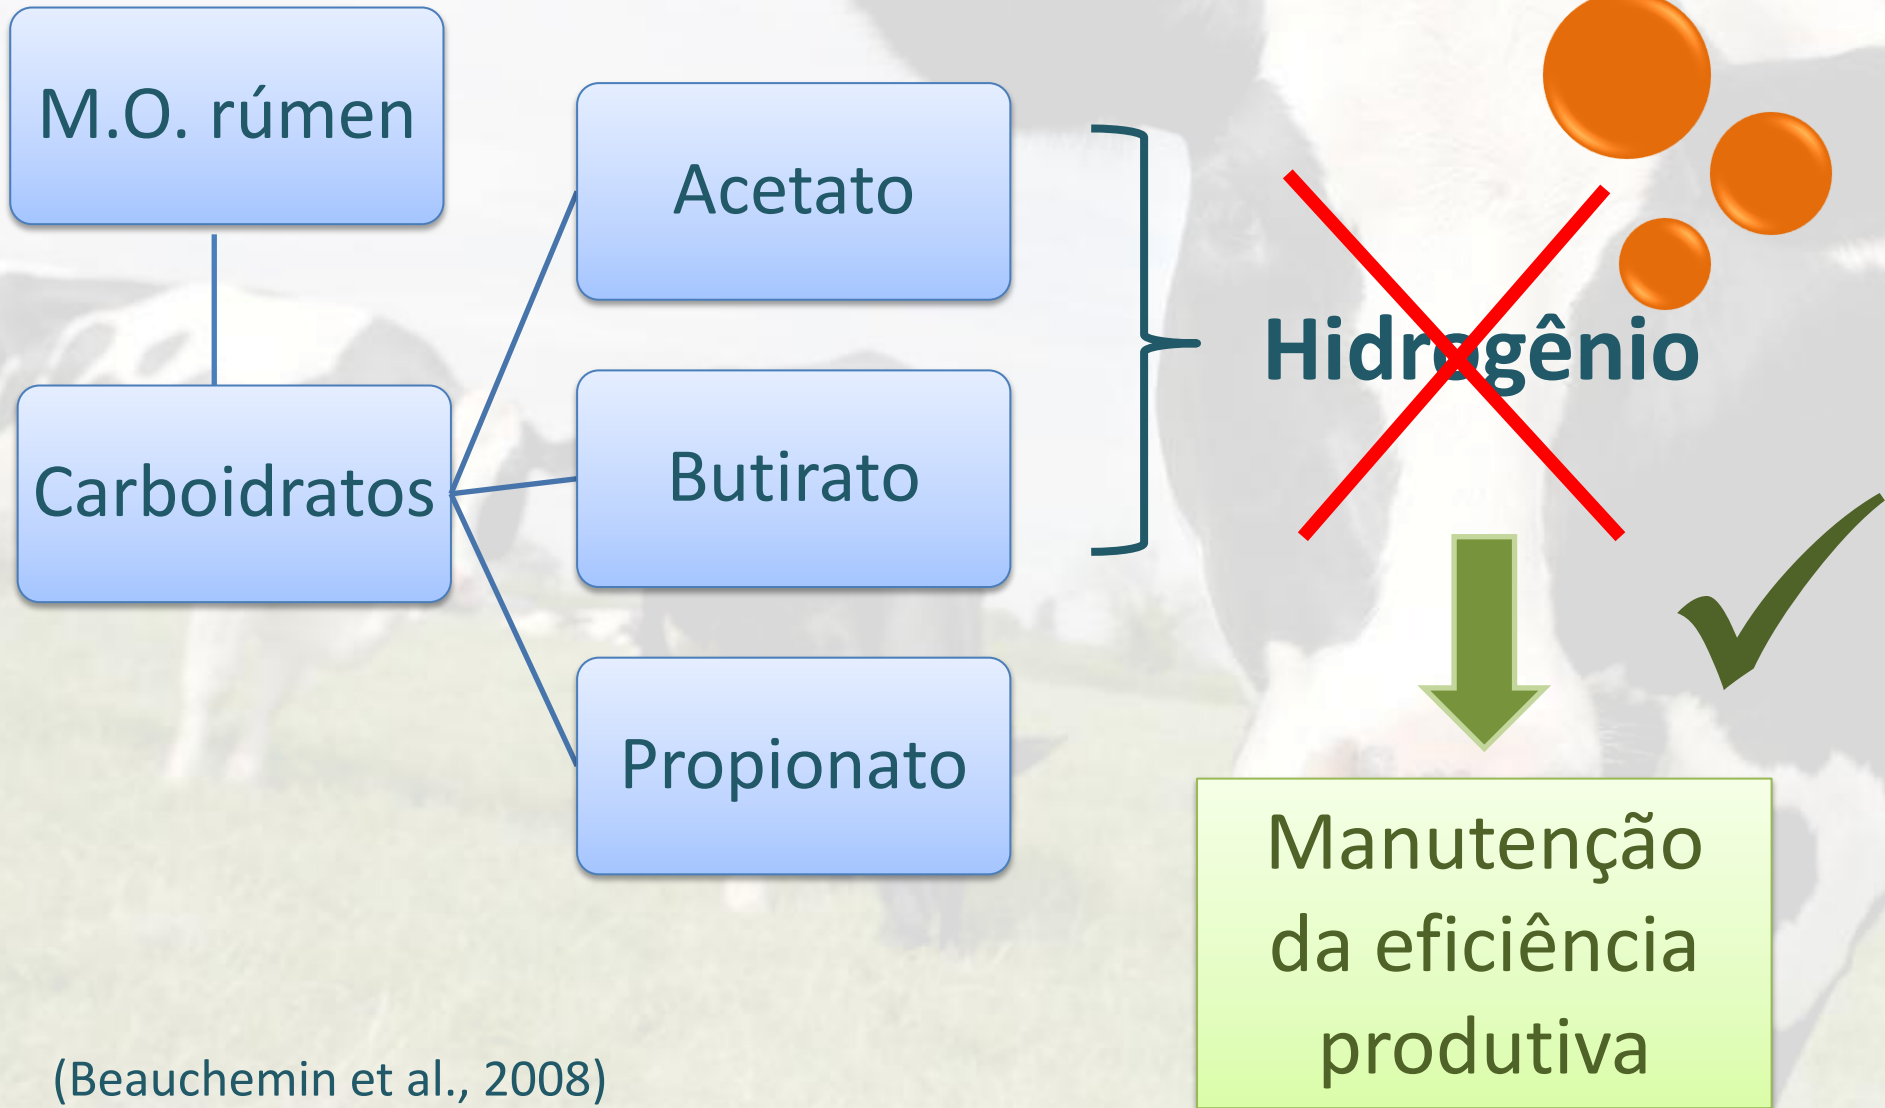 M.O. rúmen
Carboidratos
Acetato
Butirato
Propionato
Hidrogênio
Manutenção
da eficiência
produtiva
(Beauchemin et al., 2008)